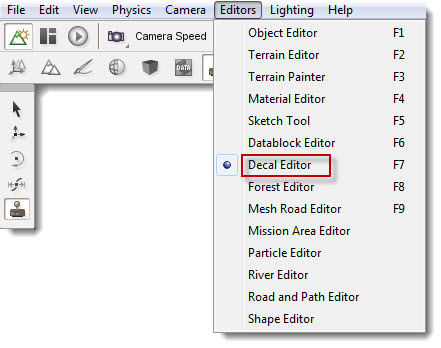 File Edit View Physics Camera Editors Lighting Help
Camera Speed
DATA
Object Editor F1
Terrain Editor F2
Terrain Painter F3
Material Editor F4
Sketch Tool F5
Datablock Editor F6
Decal Editor F7
Forest Editor F8
Mesh Road Editor F9
Mission Area Editor
Particle Editor
River Editor
Road and Path Editor
Shape Editor